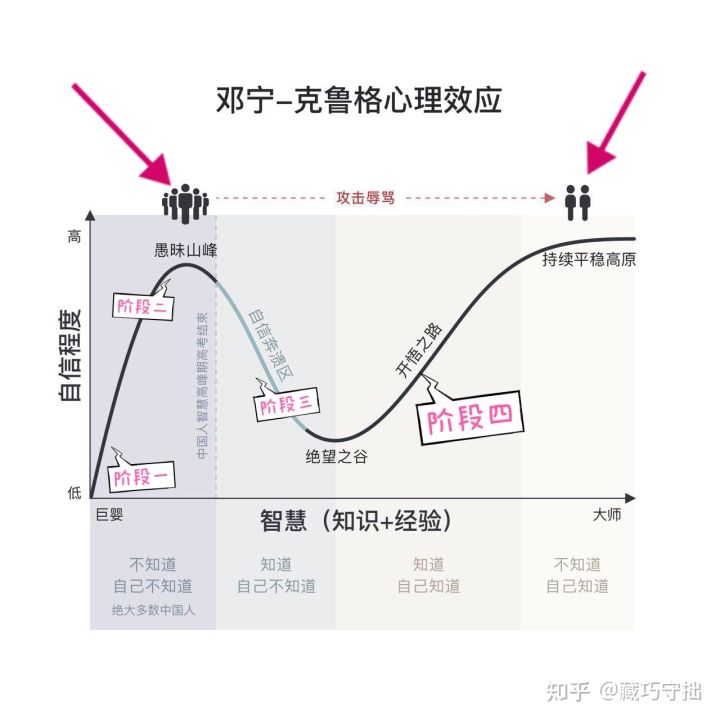 邓宁-克鲁格心理效应
攻击辱骂
高
愚昧山峰
持续平稳高原
阶段二
自信程度
中国人智慧高峰期高考结束
自信奔溃区
开悟之路
阶段三
阶段四
绝望之谷
阶段一
低
巨婴
智慧（知识+经验）
大师
不知道
自己不知道
绝大多数中国人
知道
自己不知道
知道
自己知道
不知道
自己知道
知乎 @藏巧守拙